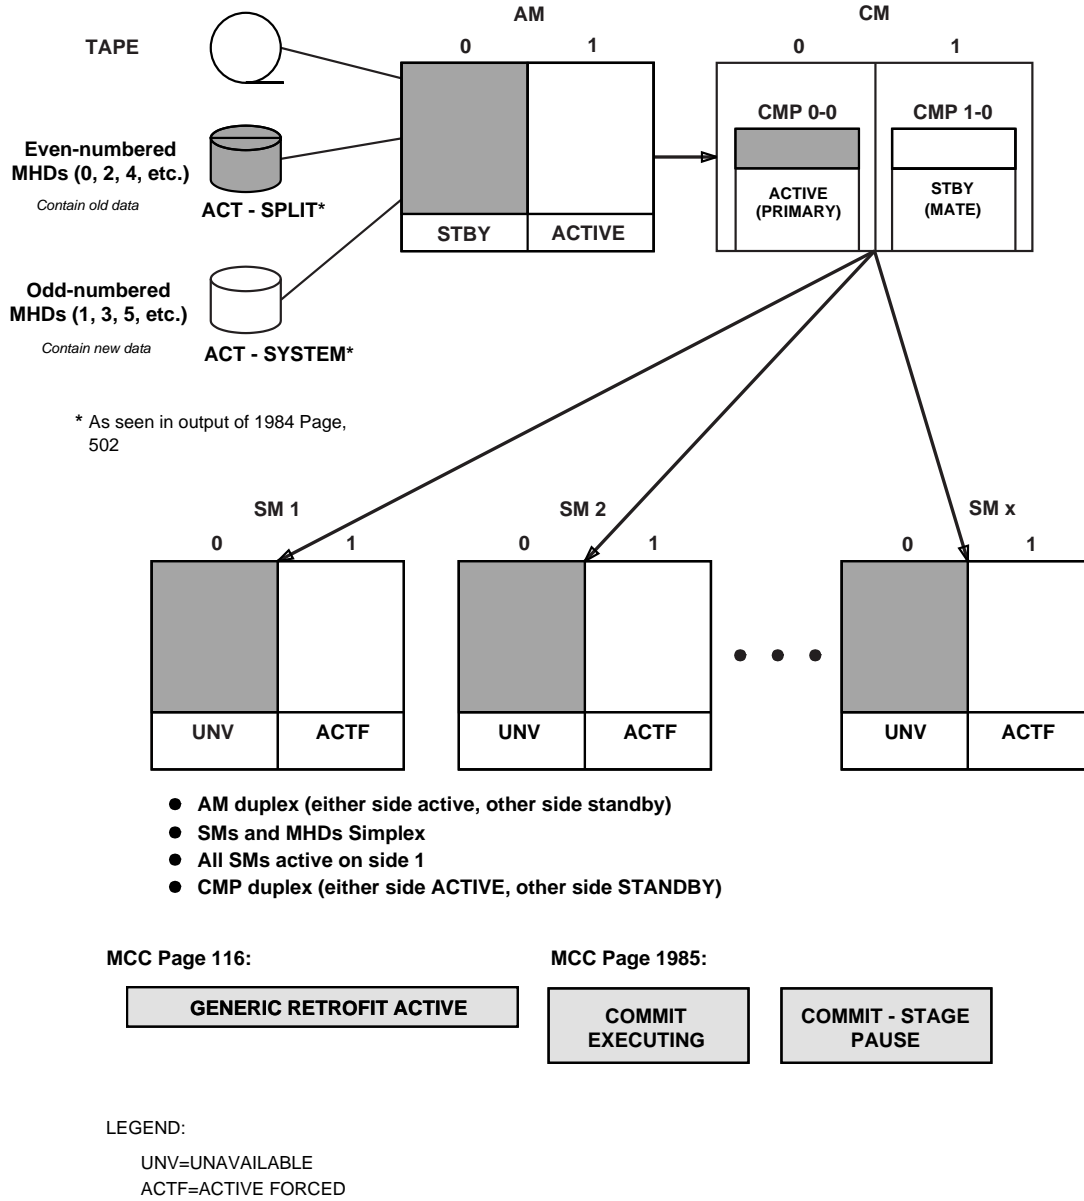 AM
CM
TAPE
0
1
0
1
CMP 0-0
CMP 1-0
Even-numbered
MHDs (0, 2, 4, etc.)
Contain old data
ACT - SPLIT*
ACTIVE
(PRIMARY)
STBY
(MATE)
STBY
ACTIVE
Odd-numbered
MHDs (1, 3, 5, etc.)
Contain new data
ACT - SYSTEM*
* As seen in output of 1984 Page,
502
SM 1
SM 2
SM x
0
1
0
1
0
1
UNV
ACTF
UNV
ACTF
UNV
ACTF
● AM duplex (either side active, other side standby)
● SMs and MHDs Simplex
● All SMs active on side 1
● CMP duplex (either side ACTIVE, other side STANDBY)
MCC Page 116:
MCC Page 1985:
GENERIC RETROFIT ACTIVE
COMMIT
EXECUTING
COMMIT - STAGE
PAUSE
LEGEND:
UNV=UNAVAILABLE
ACTF=ACTIVE FORCED